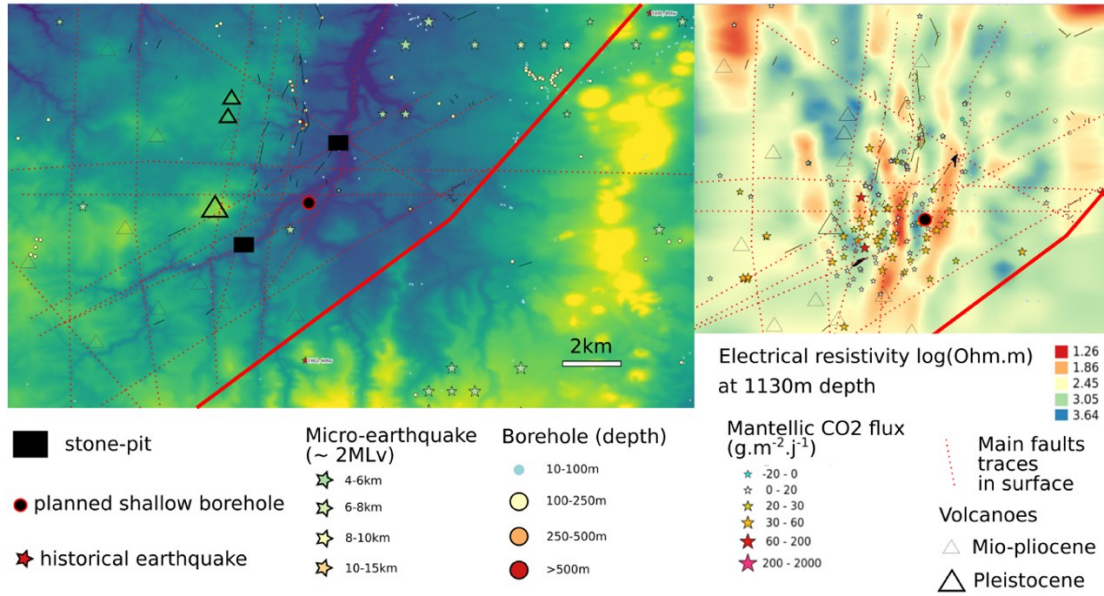 2km
stone-pit
planned shallow borehole
historical earthquake
Micro-earthquake
(~ 2MLv)
4-6km
6-8km
8-10km
10-15km
Borehole (depth)
10-100m
100-250m
250-500m
>500m
Electrical resistivity log(Ohm.m)
at 1130m depth
1.26
1.86
2.45
3.05
3.64
Mantellic CO2 flux
(g.m⁻².j⁻¹)
-20 - 0
0 - 20
20 - 30
30 - 60
60 - 200
200 - 2000
Main faults
traces
in surface
Volcanoes
Mio-pliocene
Pleistocene